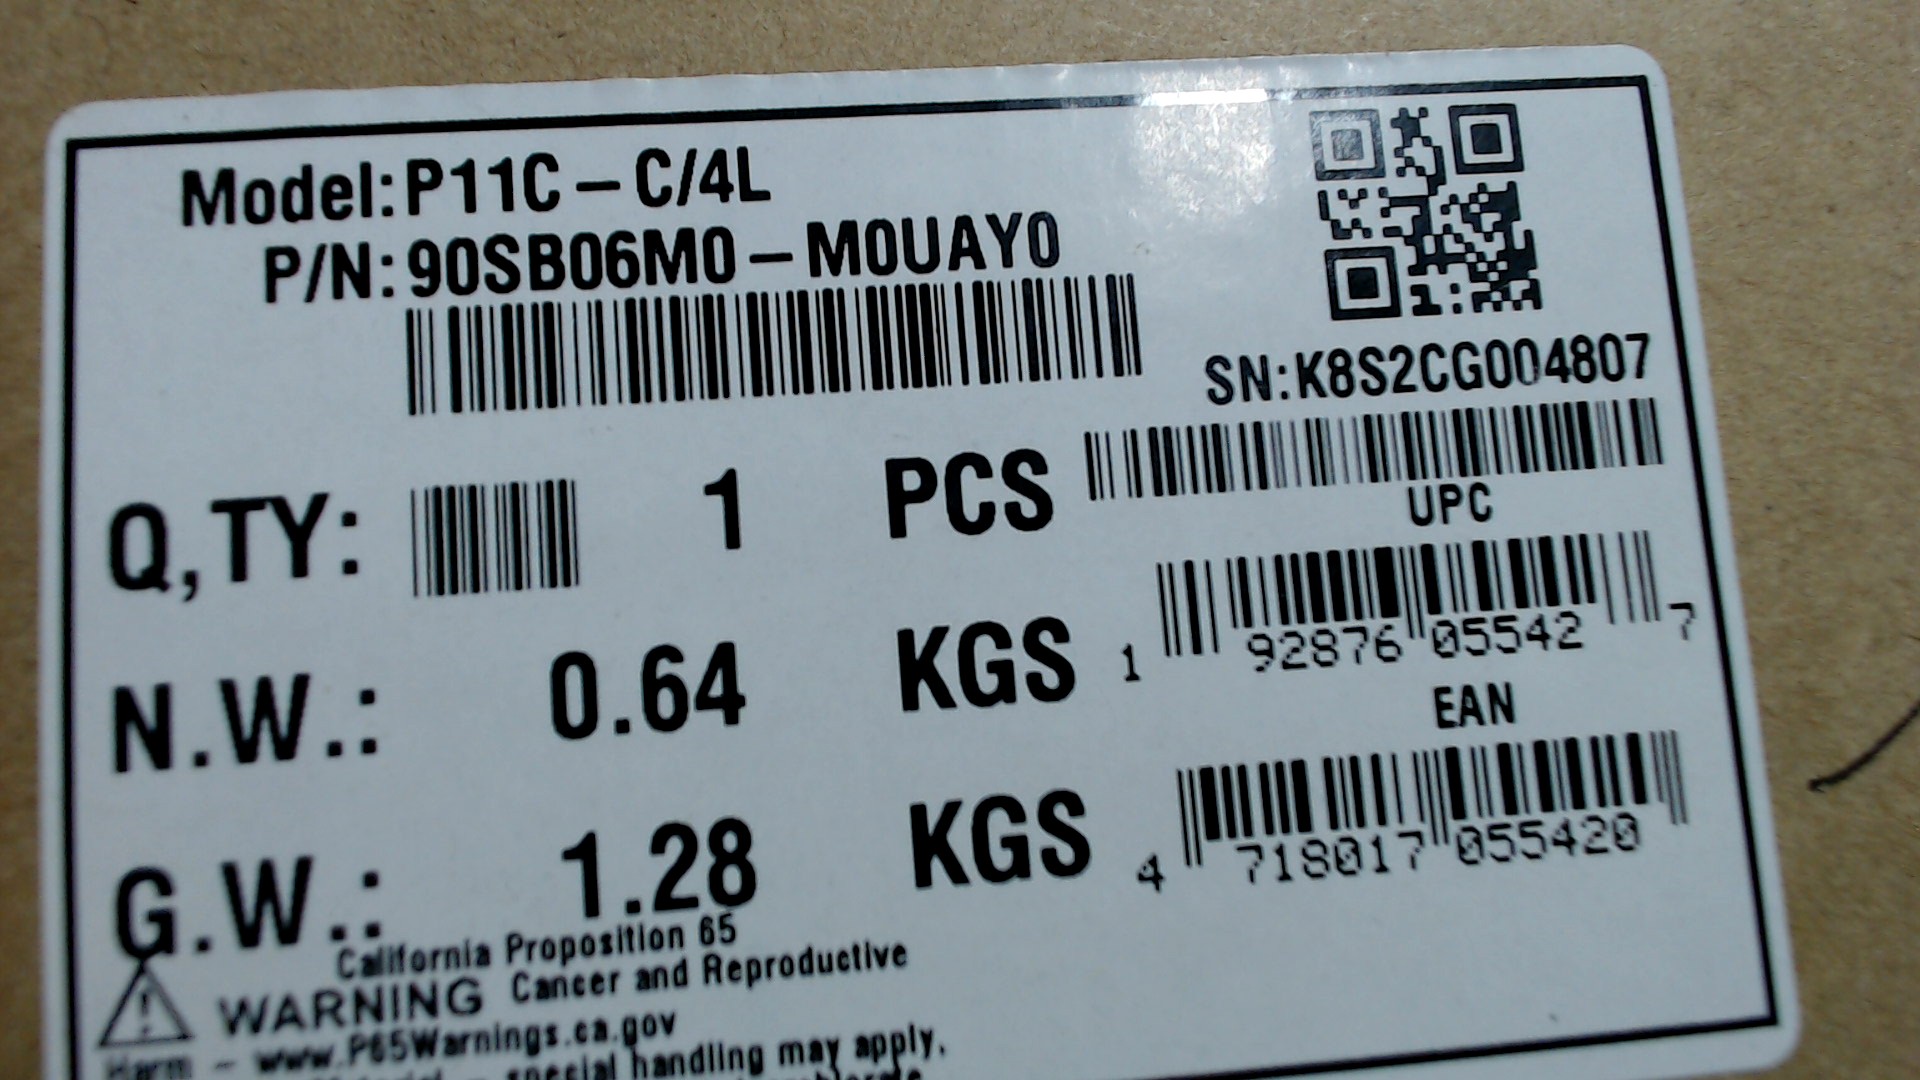 Model:P11C-C/4L
P/N:90SB06M0-M0UAY0
SN:K8S2CG004807
Q,TY: 1 PCS
UPC
1 92876 05542 7
N.W.: 0.64 KGS
EAN
4 718017 055420
G.W.: 1.28 KGS
California Proposition 65
WARNING Cancer and Reproductive
Harm - www.P65Warnings.ca.gov
special handling may apply.